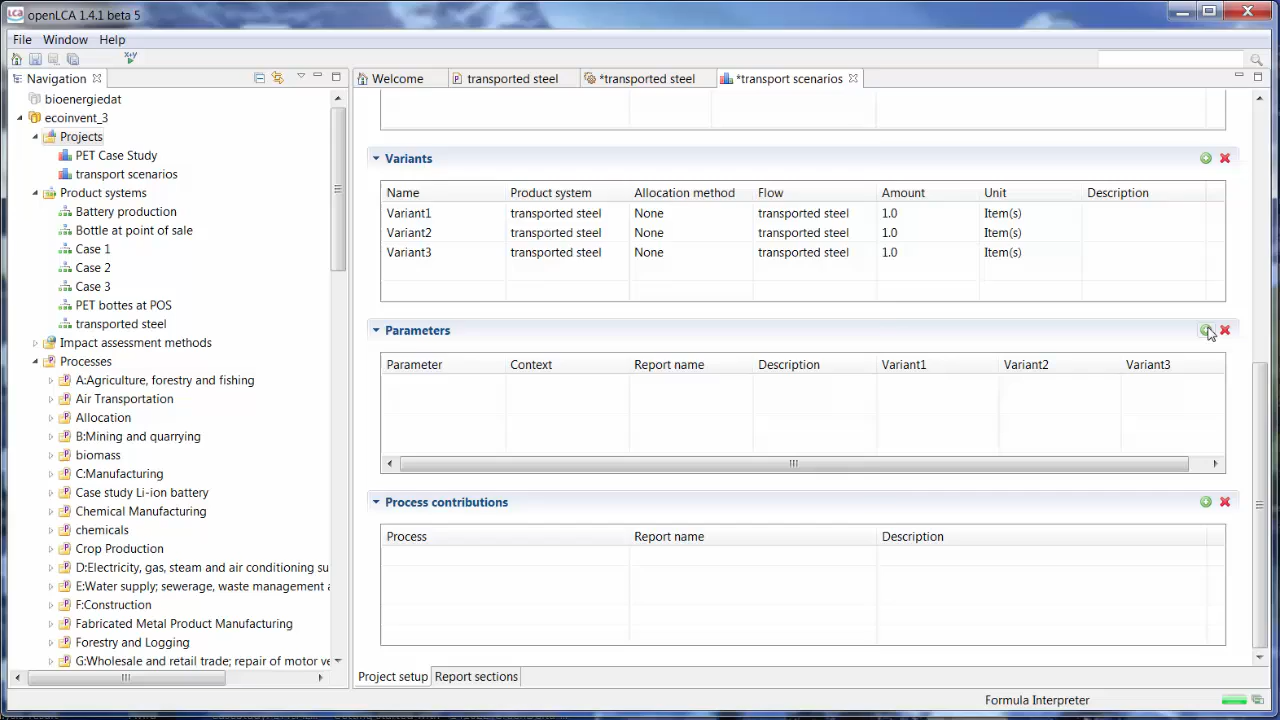 openLCA 1.4.1 beta 5
File Window Help
Navigation
Welcome
transported steel
*transported steel
*transport scenarios
bioenergiedat
ecoinvent_3
Projects
PET Case Study
transport scenarios
Product systems
Battery production
Bottle at point of sale
Case 1
Case 2
Case 3
PET bottes at POS
transported steel
Impact assessment methods
Processes
A:Agriculture, forestry and fishing
Air Transportation
Allocation
B:Mining and quarrying
biomass
C:Manufacturing
Case study Li-ion battery
Chemical Manufacturing
chemicals
Crop Production
D:Electricity, gas, steam and air conditioning su
E:Water supply; sewerage, waste management a
F:Construction
Fabricated Metal Product Manufacturing
Forestry and Logging
G:Wholesale and retail trade; repair of motor ve
Variants
Name Product system Allocation method Flow Amount Unit Description
Variant1 transported steel None transported steel 1.0 Item(s)
Variant2 transported steel None transported steel 1.0 Item(s)
Variant3 transported steel None transported steel 1.0 Item(s)
Parameters
Parameter Context Report name Description Variant1 Variant2 Variant3
Process contributions
Process Report name Description
Project setup Report sections
Formula Interpreter